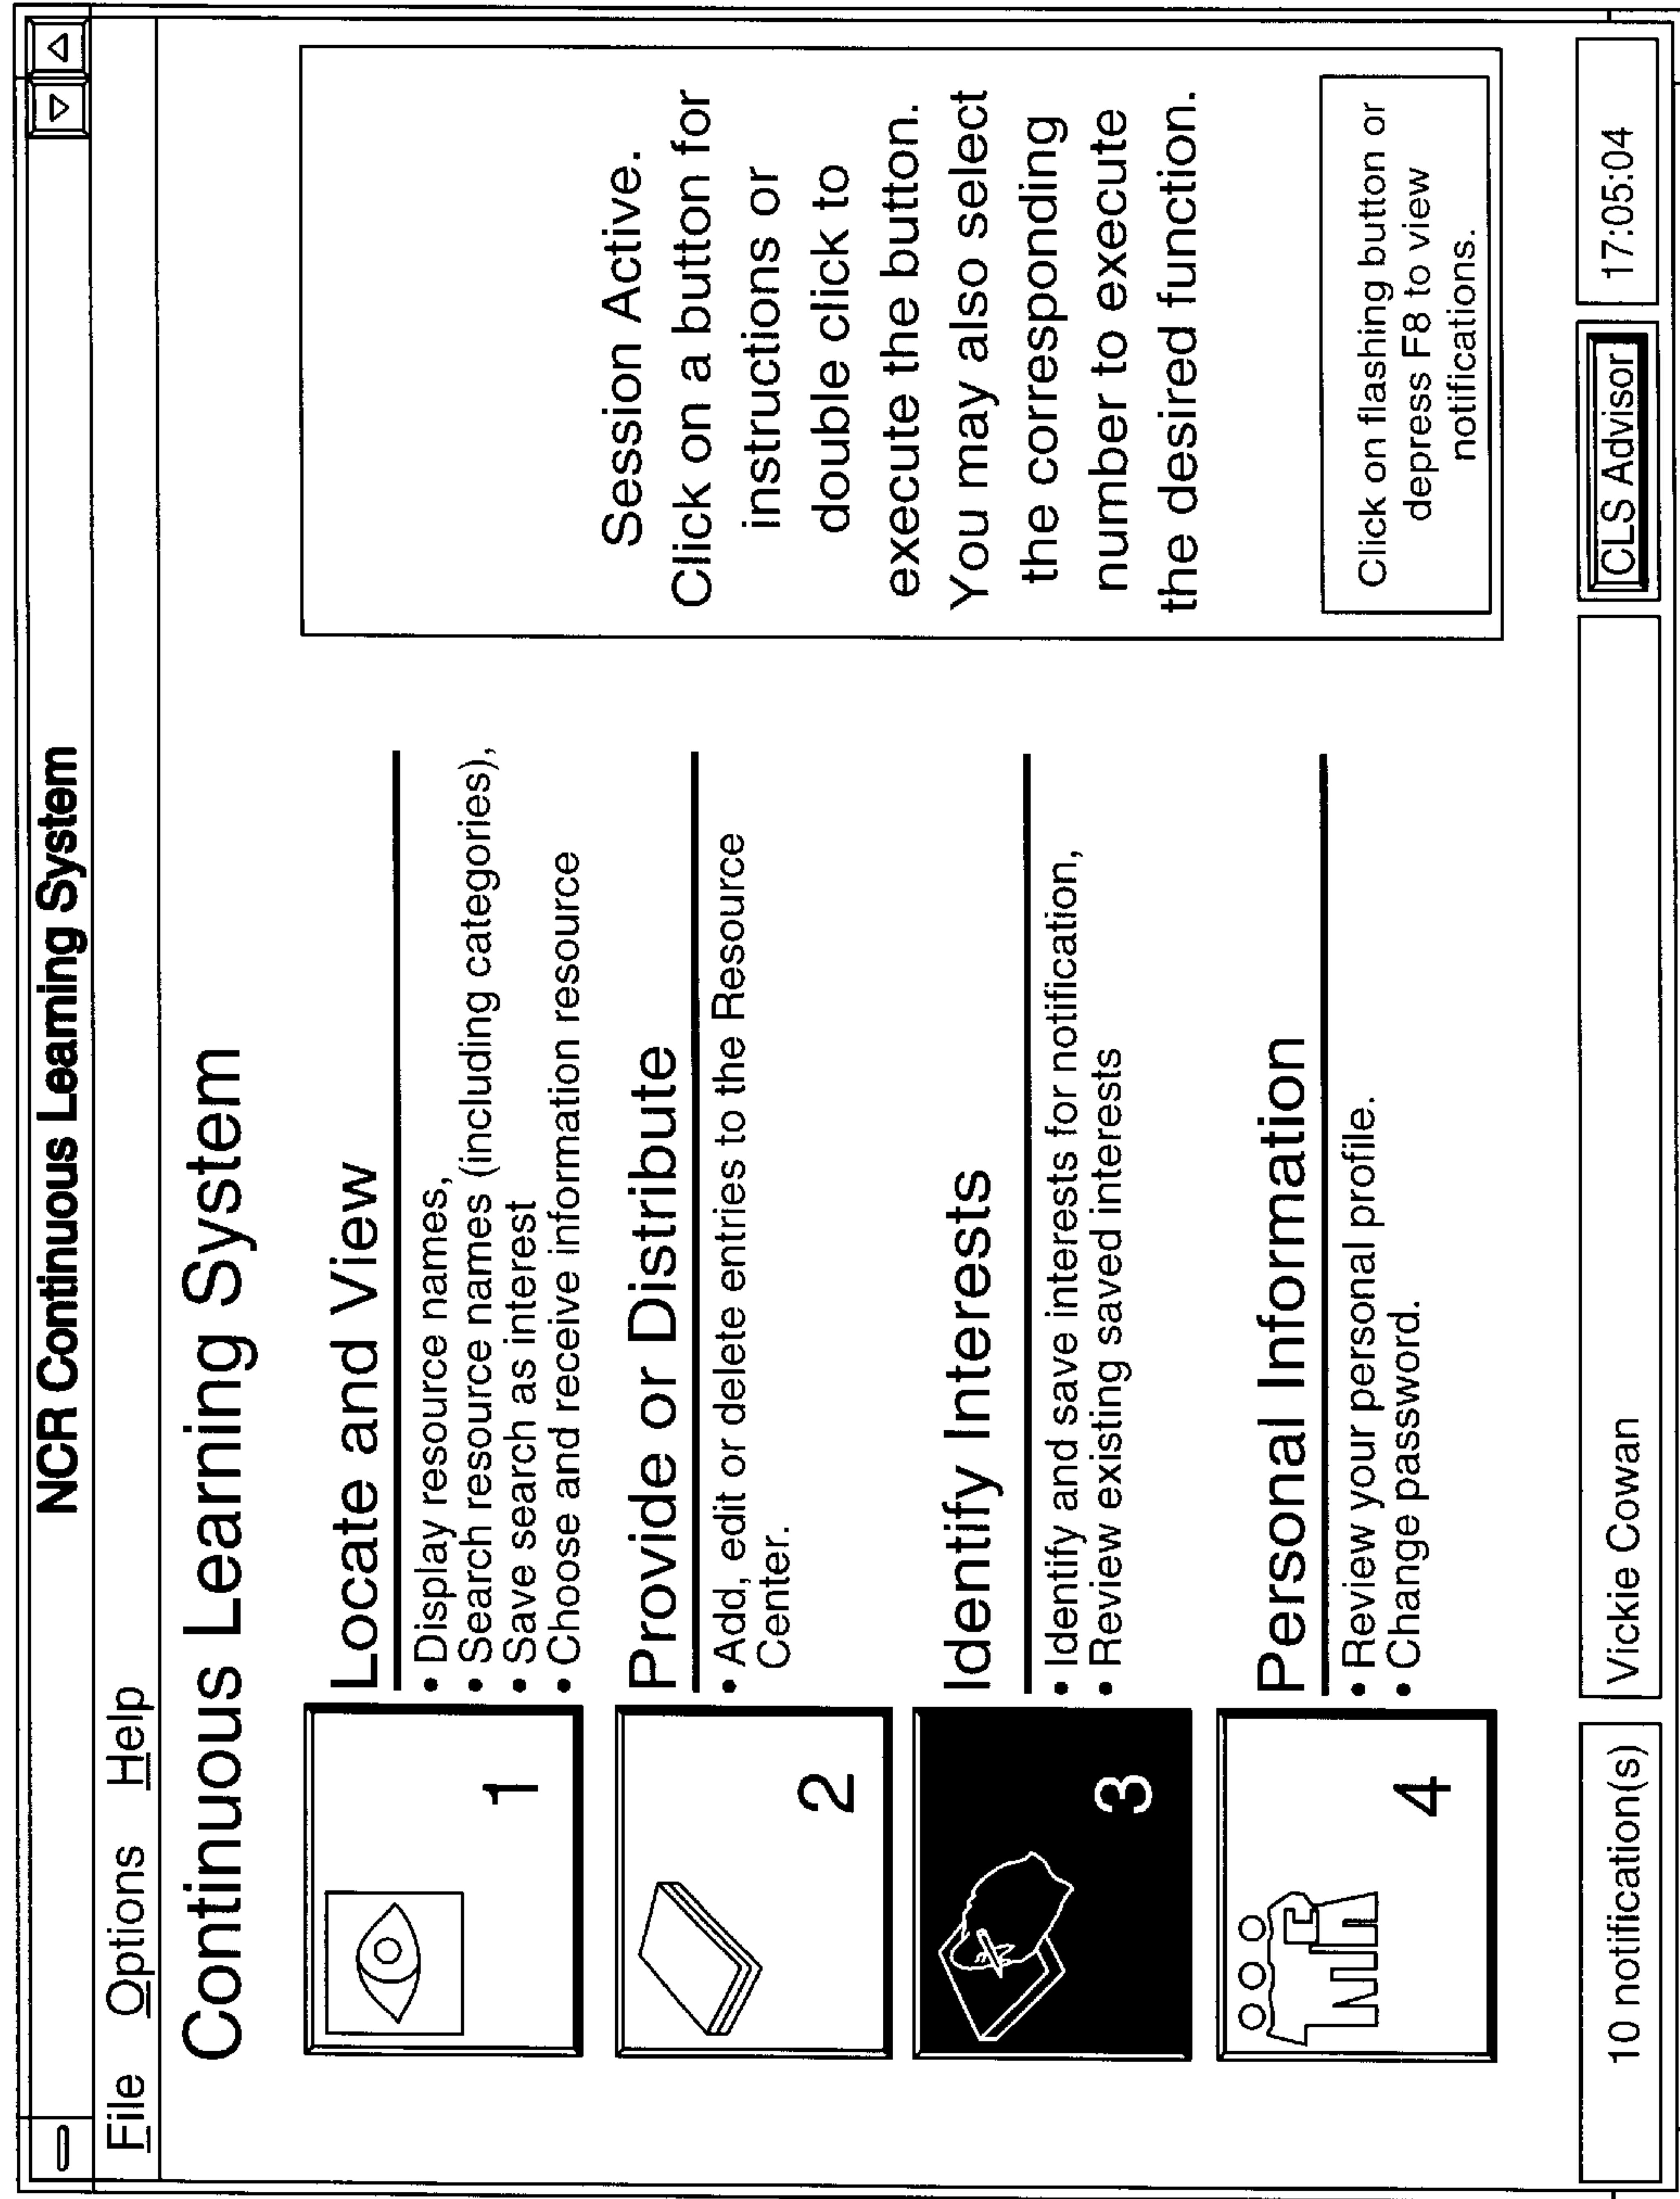 NCR Continuous Learning System
File Options Help
Continuous Learning System
1
Locate and View
• Display resource names,
• Search resource names (including categories),
• Save search as interest
• Choose and receive information resource
2
Provide or Distribute
• Add, edit or delete entries to the Resource
Center.
3
Identify Interests
• Identify and save interests for notification,
• Review existing saved interests
4
Personal Information
• Review your personal profile.
• Change password.
Session Active.
Click on a button for
instructions or
double click to
execute the button.
You may also select
the corresponding
number to execute
the desired function.
Click on flashing button or
depress F8 to view
notifications.
10 notification(s)
Vickie Cowan
CLS Advisor
17:05:04